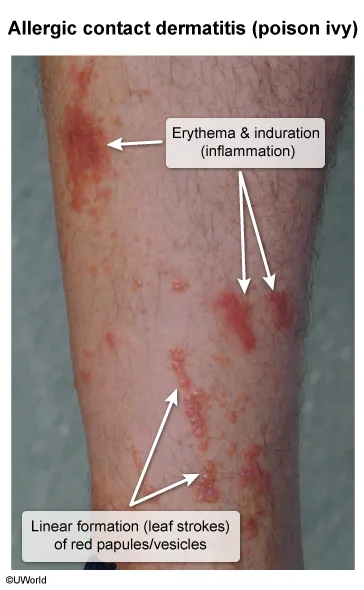 Allergic contact dermatitis (poison ivy)
Erythema & induration
(inflammation)
Linear formation (leaf strokes)
of red papules/vesicles
©UWorld